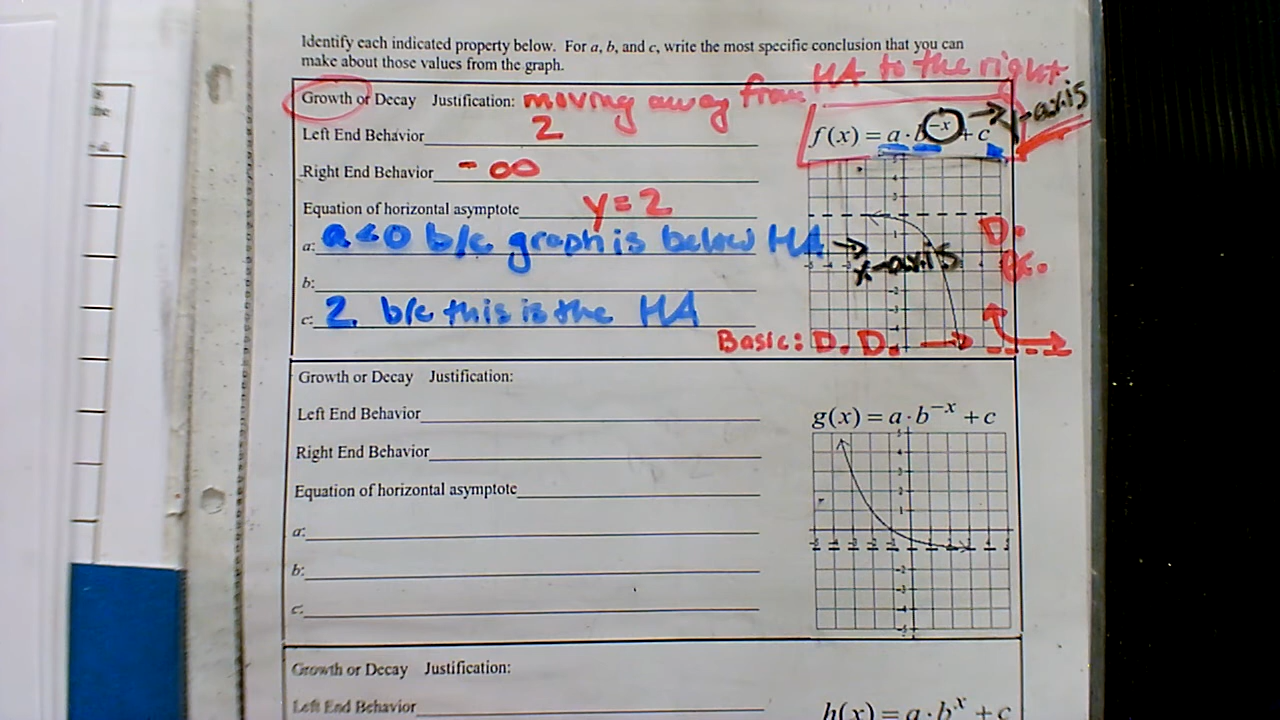 Identify each indicated property below. For a, b, and c, write the most specific conclusion that you can
make about those values from the graph.
Growth or Decay Justification: moving away from HA to the right
f(x) = a · b^-x + c → y-axis
Left End Behavior 2
Right End Behavior -∞
Equation of horizontal asymptote y=2
a: a<0 b/c graph is below HA
→ x-axis
D.
b:
c: 2 b/c this is the HA
Basic: D. D. →
Growth or Decay Justification:
g(x) = a · b^-x + c
Left End Behavior
Right End Behavior
Equation of horizontal asymptote
a:
b:
c:
Growth or Decay Justification:
Left End Behavior
h(x) = a · b^x + c